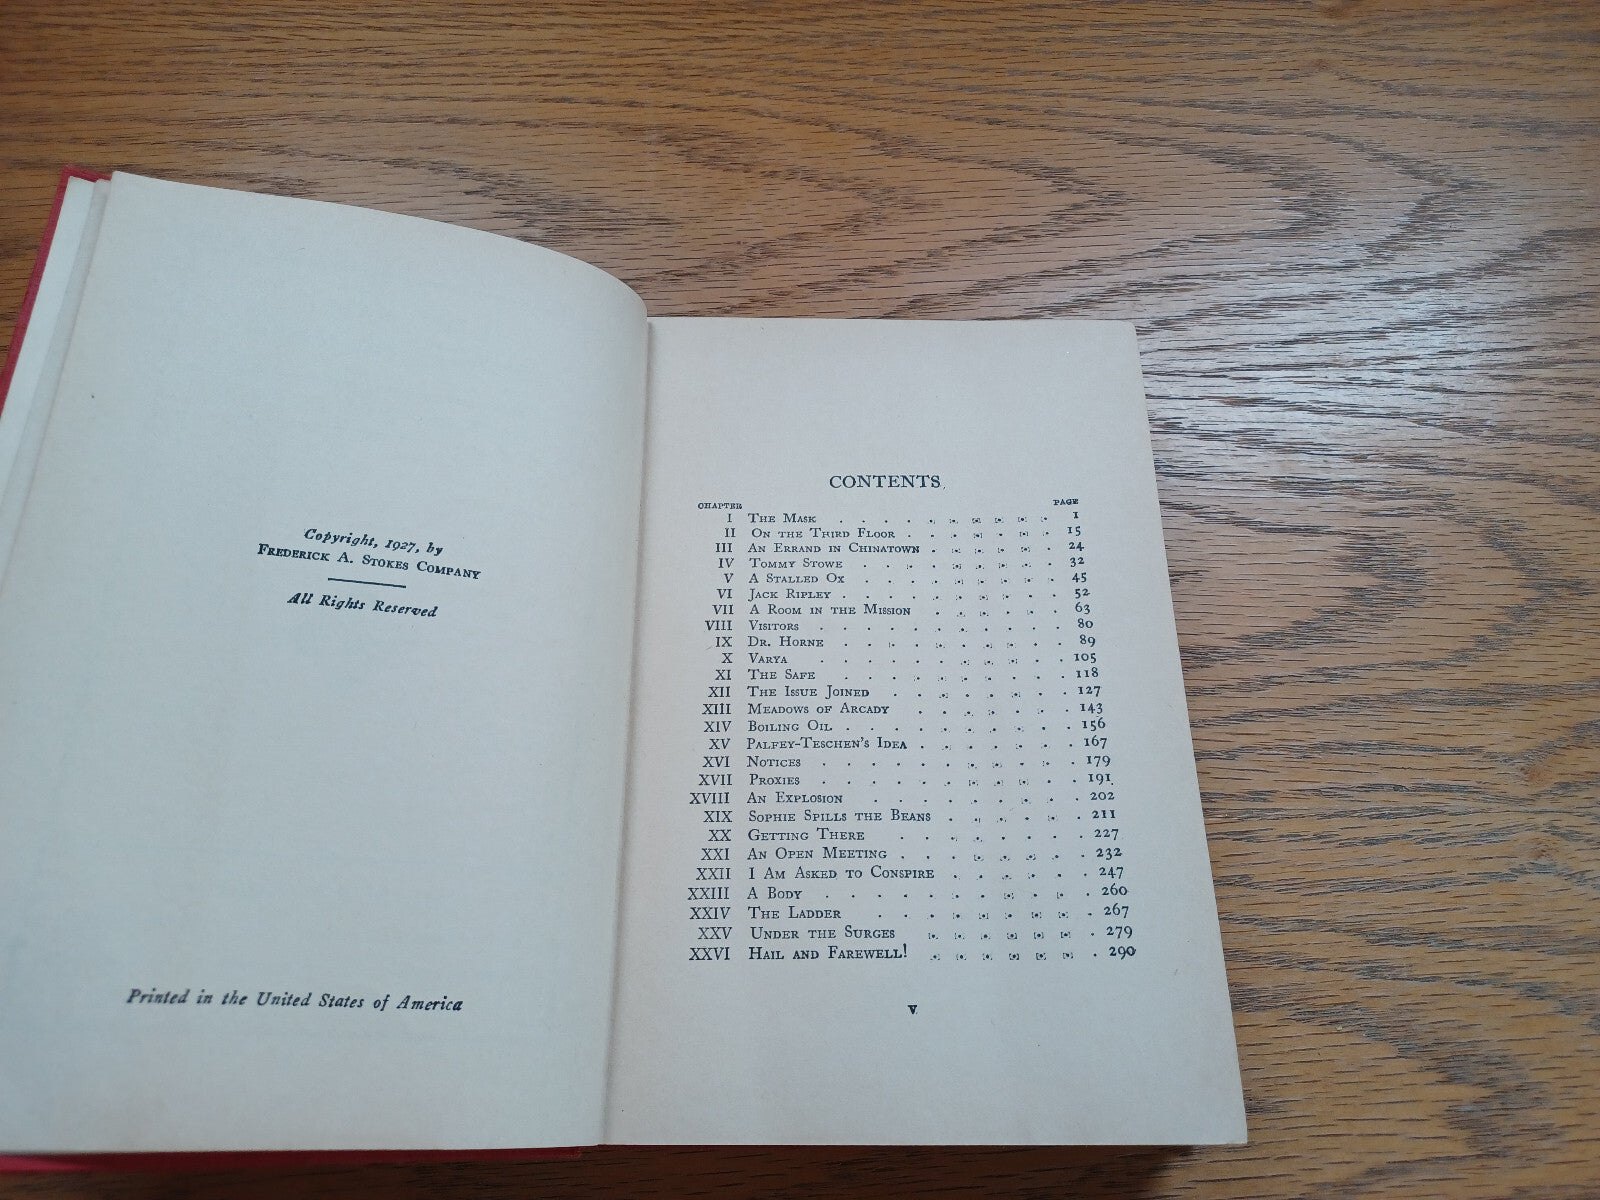 Copyright, 1927, by
FREDERICK A. STOKES COMPANY
All Rights Reserved
Printed in the United States of America
CONTENTS
CHAPTER PAGE
I THE MASK . . . . . . . . . 1
II ON THE THIRD FLOOR . . . . . . 15
III AN ERRAND IN CHINATOWN . . . . . . 24
IV TOMMY STOWE . . . . . . . . 32
V A STALLED OX . . . . . . . . 45
VI JACK RIPLEY . . . . . . . . . 52
VII A ROOM IN THE MISSION . . . . . 63
VIII VISITORS . . . . . . . . . . 80
IX DR. HORNE . . . . . . . . . 89
X VARYA . . . . . . . . . . 105
XI THE SAFE . . . . . . . . . . 118
XII THE ISSUE JOINED . . . . . . . 127
XIII MEADOWS OF ARCADY . . . . . . 143
XIV BOILING OIL . . . . . . . . . 156
XV PALFEY-TESCHEN'S IDEA . . . . . . . 167
XVI NOTICES . . . . . . . . . . 179
XVII PROXIES . . . . . . . . . . 191
XVIII AN EXPLOSION . . . . . . . . 202
XIX SOPHIE SPILLS THE BEANS . . . . . . 211
XX GETTING THERE . . . . . . . . 227
XXI AN OPEN MEETING . . . . . . . . 232
XXII I AM ASKED TO CONSPIRE . . . . . . 247
XXIII A BODY . . . . . . . . . . 260
XXIV THE LADDER . . . . . . . . . 267
XXV UNDER THE SURGES . . . . . . . 279
XXVI HAIL AND FAREWELL! . . . . . . . 290
v